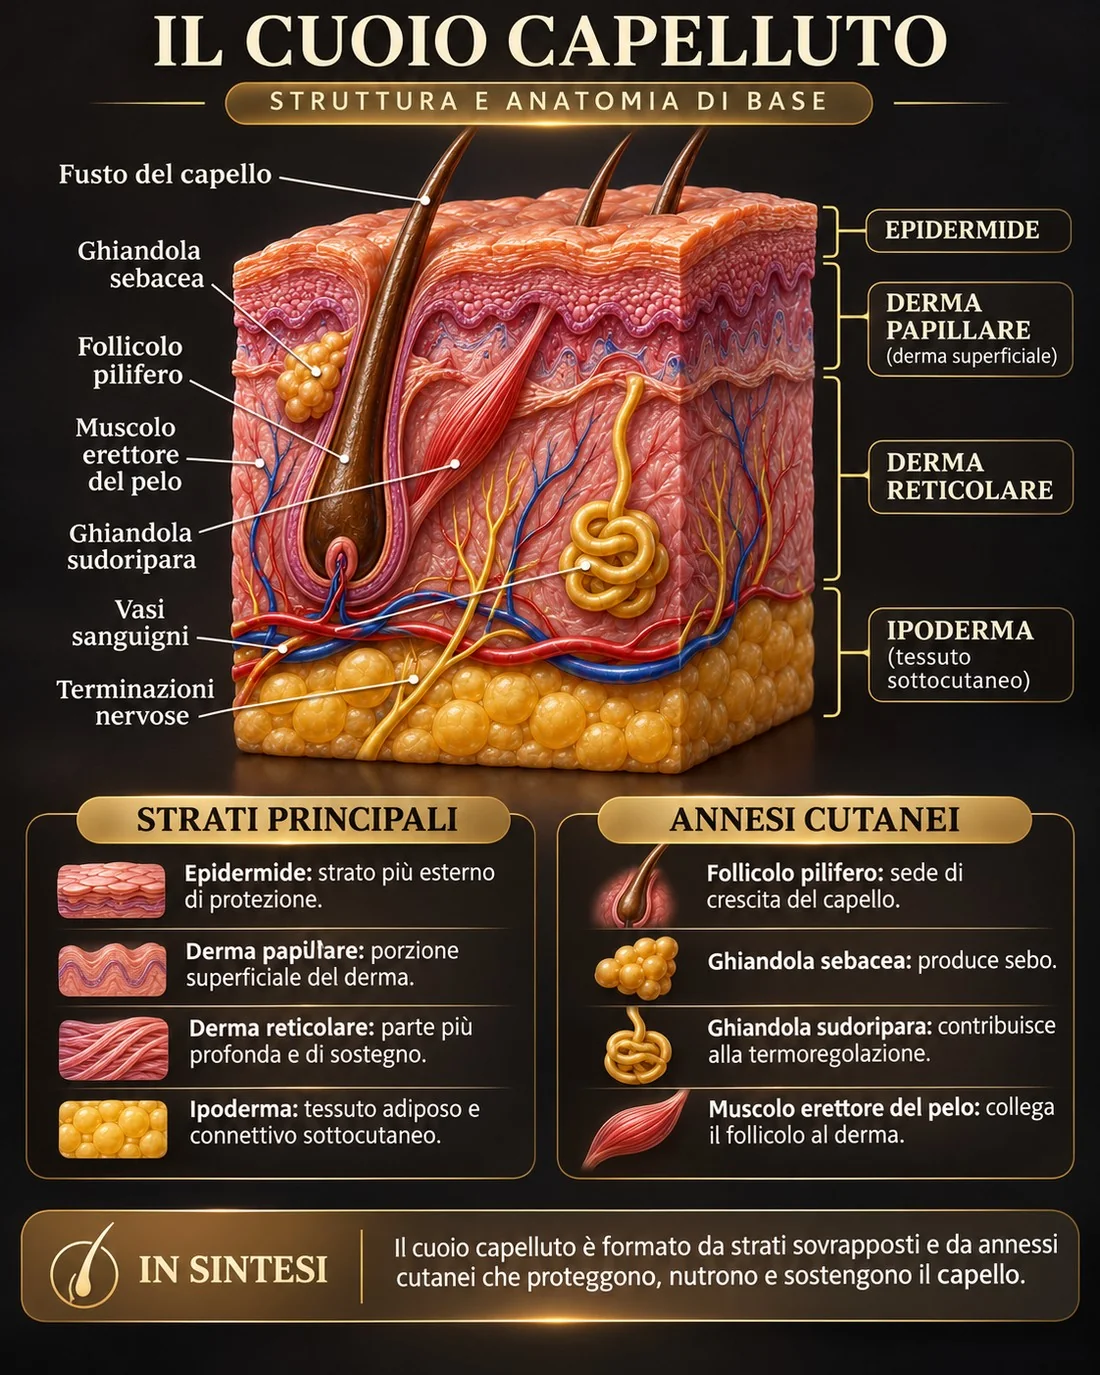 IL CUOIO CAPELLUTO
STRUTTURA E ANATOMIA DI BASE
Fusto del capello
Ghiandola
sebacea
Follicolo
pilifero
Muscolo
erettore
del pelo
Ghiandola
sudoripara
Vasi
sanguigni
Terminazioni
nervose
EPIDERMIDE
DERMA
PAPILLARE
(derma superficiale)
DERMA
RETICOLARE
IPODERMA
(tessuto
sottocutaneo)
STRATI PRINCIPALI
Epidermide: strato più esterno
di protezione.
Derma papillare: porzione
superficiale del derma.
Derma reticolare: parte più
profonda e di sostegno.
Ipoderma: tessuto adiposo e
connettivo sottocutaneo.
ANNESI CUTANEI
Follicolo pilifero: sede di
crescita del capello.
Ghiandola sebacea: produce sebo.
Ghiandola sudoripara: contribuisce
alla termoregolazione.
Muscolo erettore del pelo: collega
il follicolo al derma.
IN SINTESI
Il cuoio capelluto è formato da strati sovrapposti e da annessi
cutanei che proteggono, nutrono e sostengono il capello.